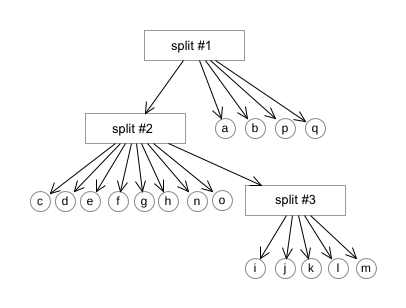 split #1
a b p q
split #2
c d e f g h n o
split #3
i j k l m